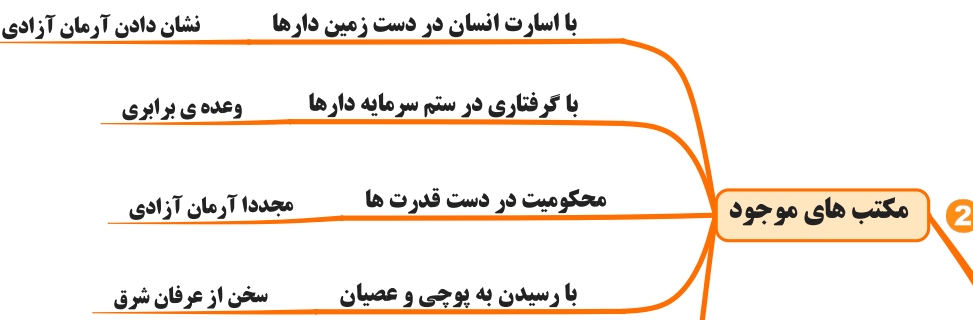 2
مکتب های موجود
با اسارت انسان در دست زمین دارها
نشان دادن آرمان آزادی
با گرفتاری در ستم سرمایه دارها
وعده ی برابری
محکومیت در دست قدرت ها
مجددا آرمان آزادی
با رسیدن به پوچی و عصیان
سخن از عرفان شرق